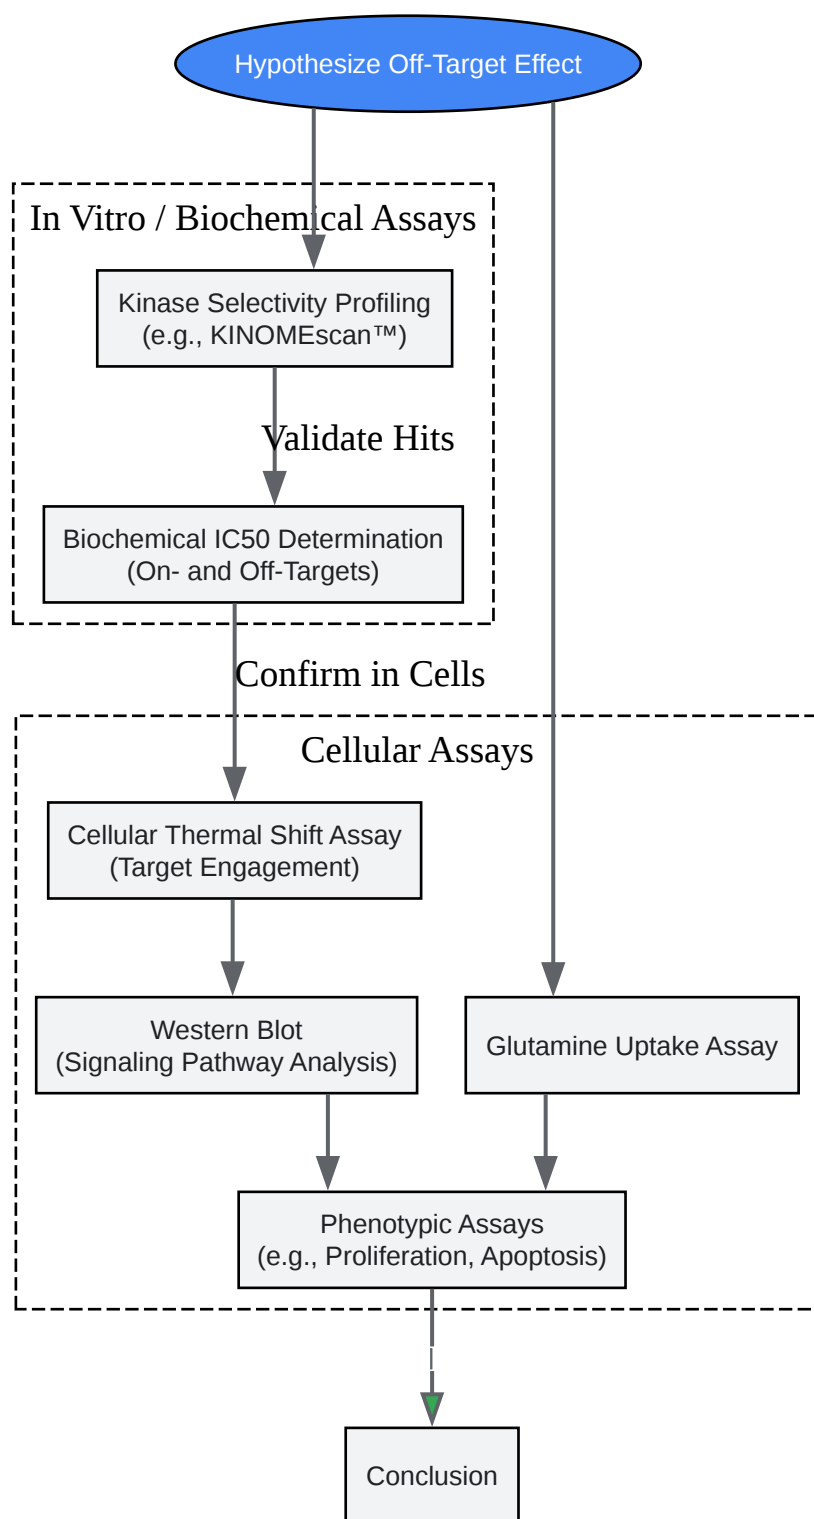 Hypothesize Off-Target Effect
In Vitro / Biochemical Assays
Kinase Selectivity Profiling
(e.g., KINOMEscan™)
Validate Hits
Biochemical IC50 Determination
(On- and Off-Targets)
Confirm in Cells
Cellular Assays
Cellular Thermal Shift Assay
(Target Engagement)
Western Blot
(Signaling Pathway Analysis)
Glutamine Uptake Assay
Phenotypic Assays
(e.g., Proliferation, Apoptosis)
Conclusion